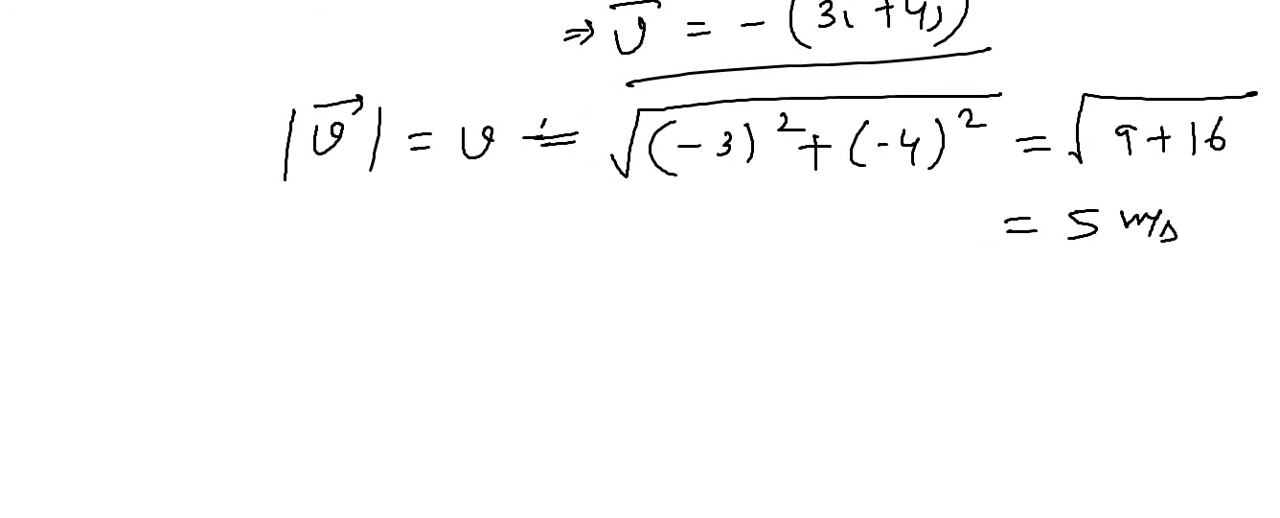 ⇒ v⃗ = - (3i + 4j)
|v⃗| = v = √((-3)² + (-4)²) = √(9 + 16)
= 5 m/s